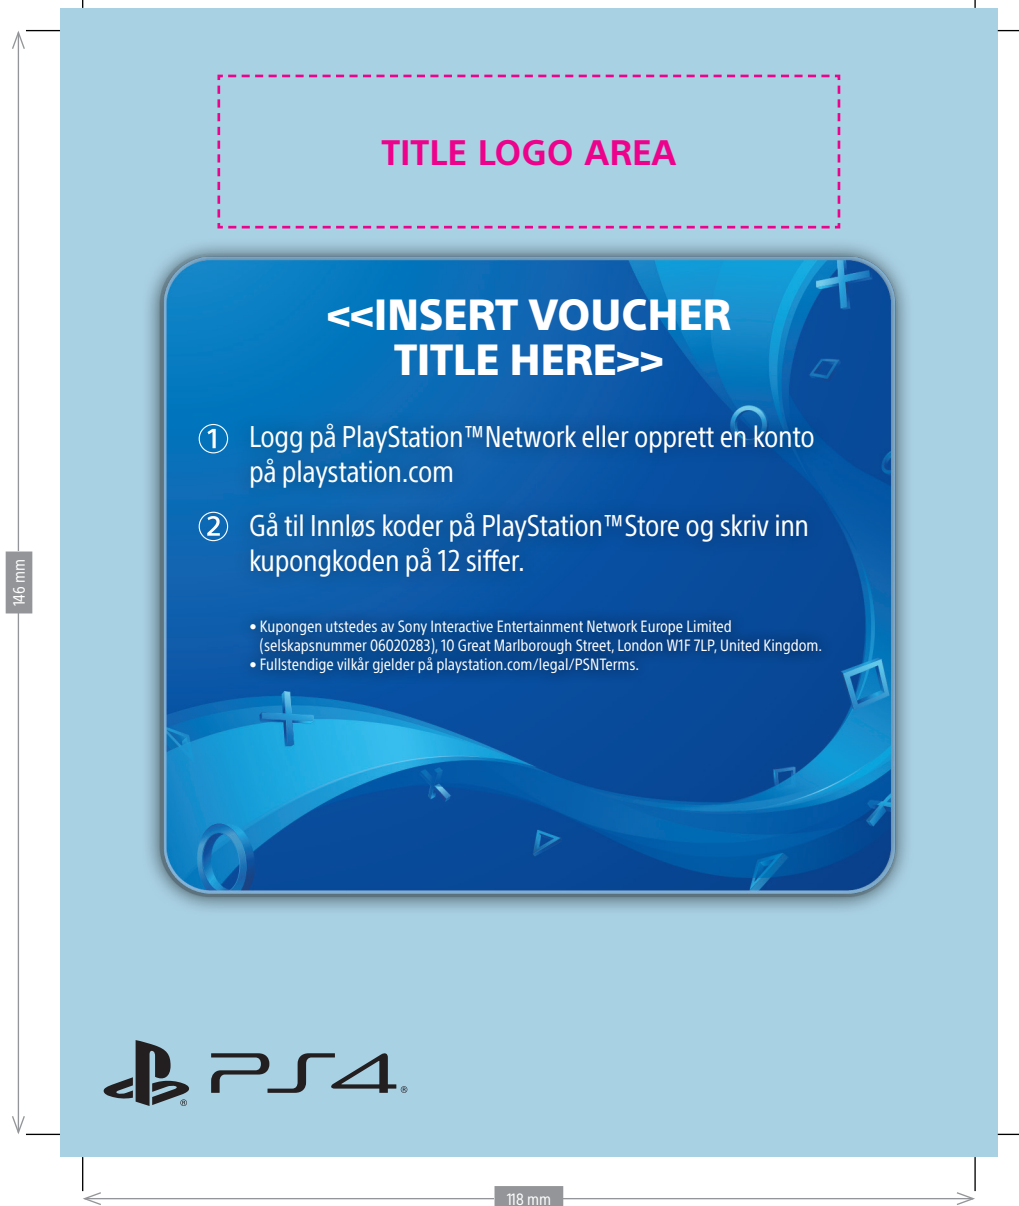 TITLE LOGO AREA
<<INSERT VOUCHER
TITLE HERE>>
1 Logg på PlayStation™Network eller opprett en konto
på playstation.com
2 Gå til Innløs koder på PlayStation™Store og skriv inn
kupongkoden på 12 siffer.
• Kupongen utstedes av Sony Interactive Entertainment Network Europe Limited
(selskapsnummer 06020283), 10 Great Marlborough Street, London W1F 7LP, United Kingdom.
• Fullstendige vilkår gjelder på playstation.com/legal/PSNTerms.
146 mm
PS4®
118 mm